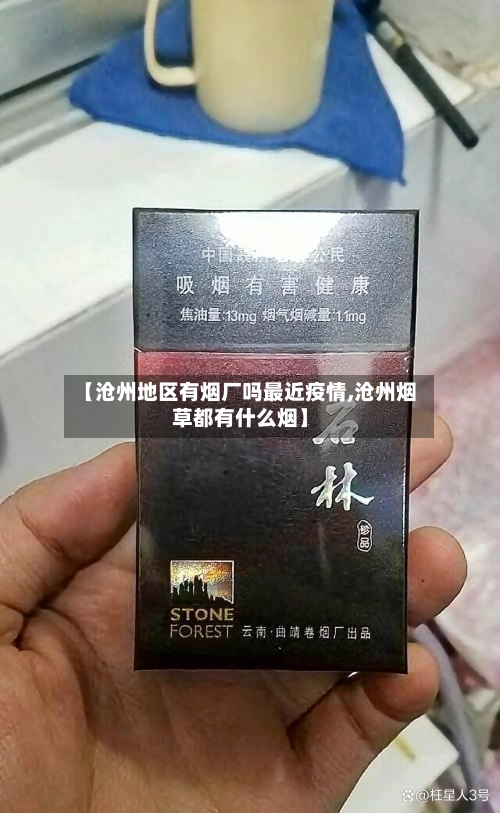 吸烟有害健康
焦油量:13mg 烟气烟碱量:1.1mg
【沧州地区有烟厂吗最近疫情,沧州烟
草都有什么烟】
石
林
珍品
STONE
FOREST 云南·曲靖卷烟厂出品
@枉星人3号